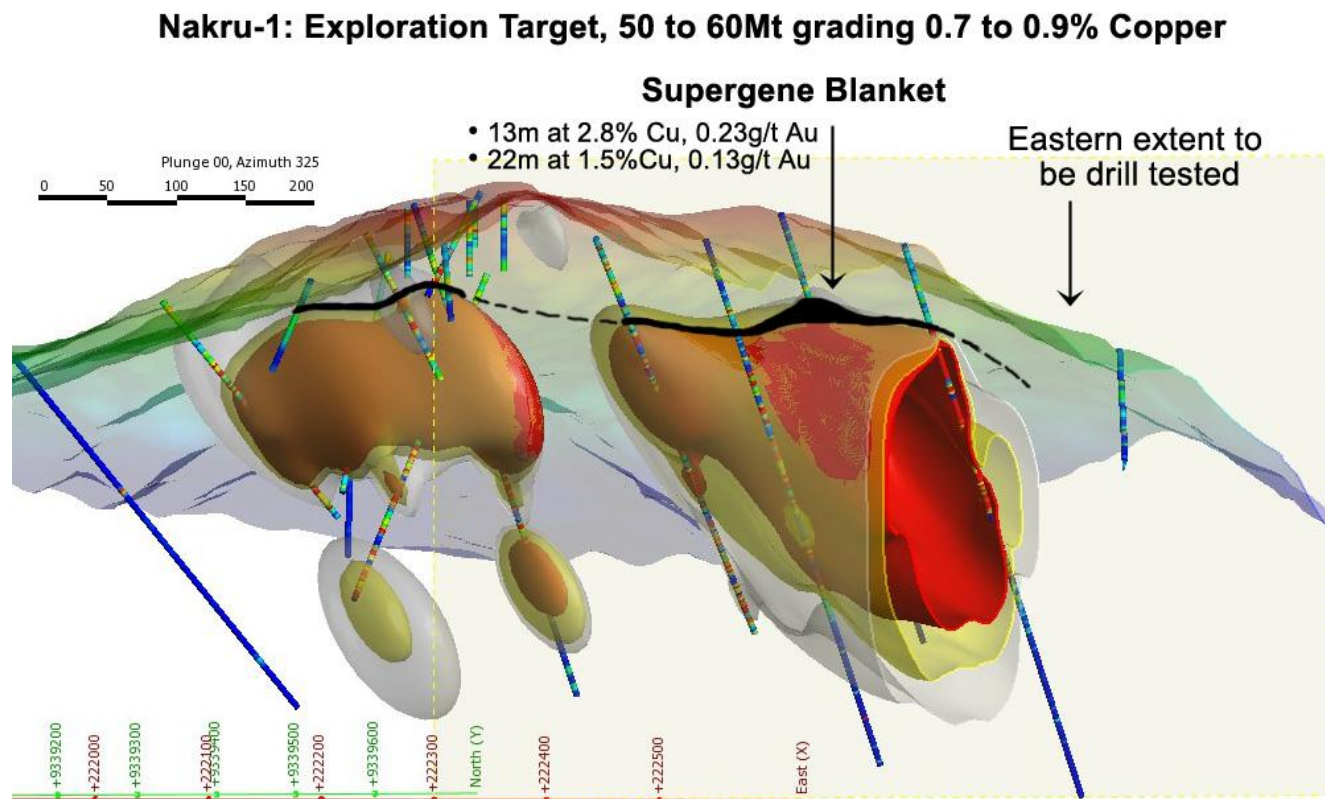 Nakru-1: Exploration Target, 50 to 60Mt grading 0.7 to 0.9% Copper
Supergene Blanket
• 13m at 2.8% Cu, 0.23g/t Au
• 22m at 1.5%Cu, 0.13g/t Au
Eastern extent to
be drill tested
Plunge 00, Azimuth 325
0 50 100 150 200
+9339200
+222000
+9339300
+222100
+9339400
+9339500
+222200
+9339600
+222300
North (Y)
+222400
+222500
East (X)